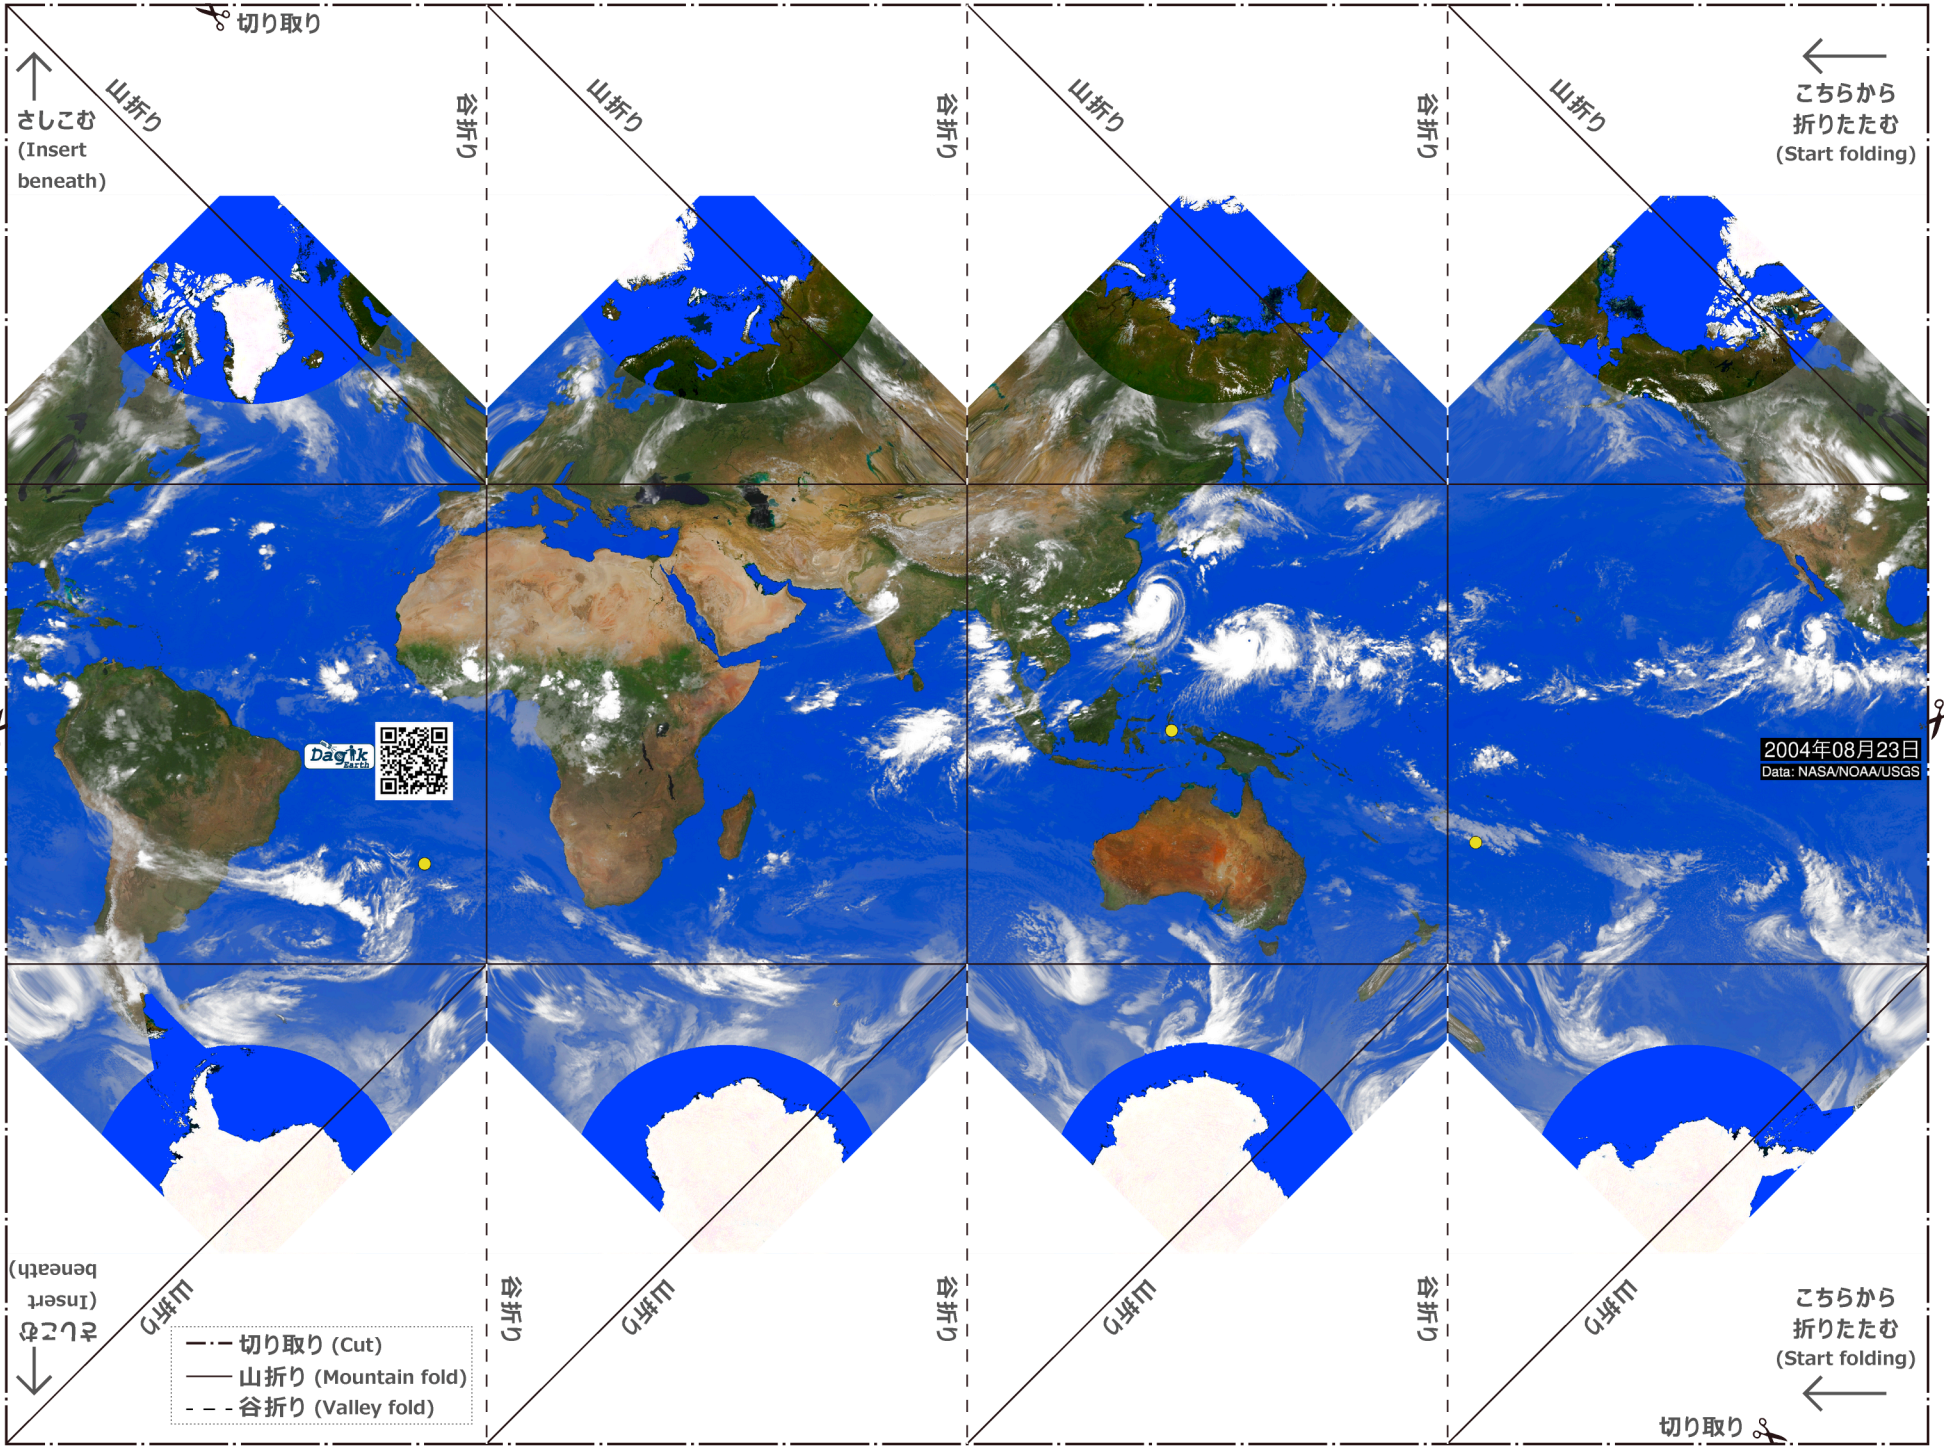 切り取り
山折り
谷折り
山折り
谷折り
山折り
谷折り
山折り
さしこむ
(Insert
beneath)
こちらから
折りたたむ
(Start folding)
Dagik
Earth
2004年08月23日
Data: NASA/NOAA/USGS
さしこむ
(Insert
beneath)
山折り
谷折り
山折り
谷折り
山折り
谷折り
山折り
こちらから
折りたたむ
(Start folding)
切り取り (Cut)
山折り (Mountain fold)
谷折り (Valley fold)
切り取り